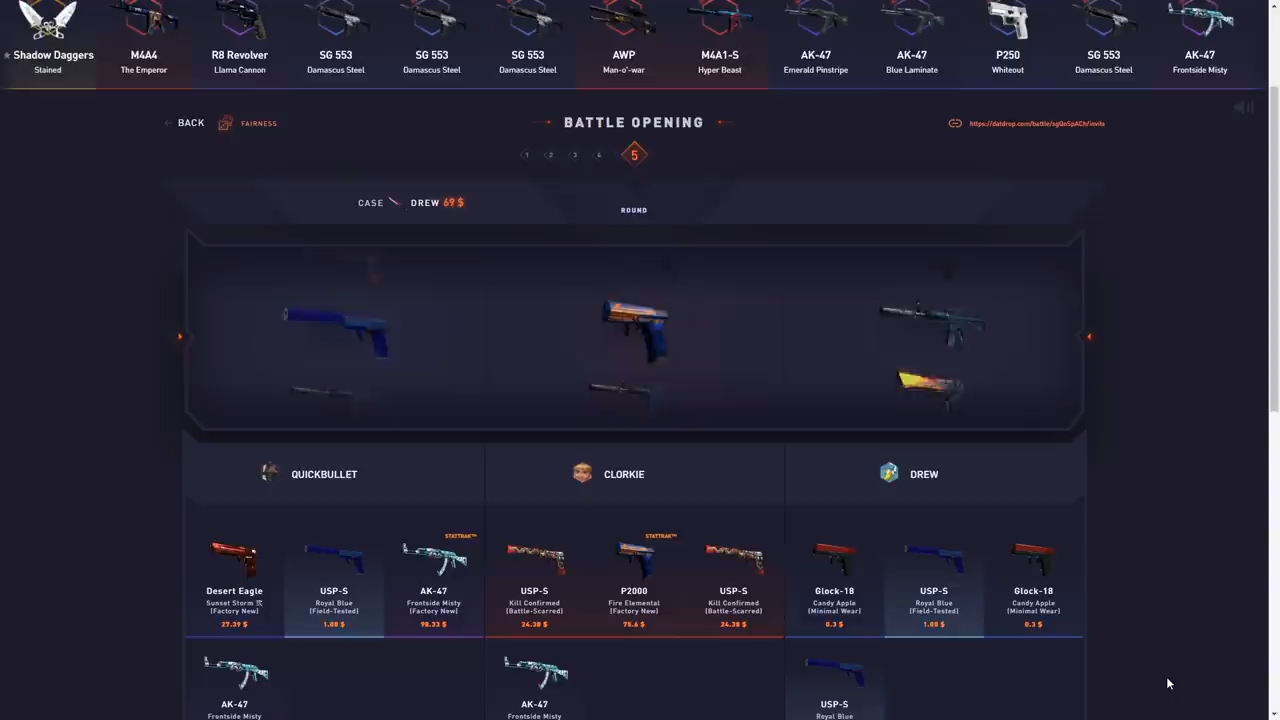 ★ Shadow Daggers
Stained
M4A4
The Emperor
R8 Revolver
Llama Cannon
SG 553
Damascus Steel
SG 553
Damascus Steel
SG 553
Damascus Steel
AWP
Man-o'-war
M4A1-S
Hyper Beast
AK-47
Emerald Pinstripe
AK-47
Blue Laminate
P250
Whiteout
SG 553
Damascus Steel
AK-47
Frontside Misty
← BACK
FAIRNESS
BATTLE OPENING
1 2 3 4 5
CASE DREW 69 $
ROUND
QUICKBULLET
CLORKIE
DREW
Desert Eagle
Sunset Storm 弐
(Factory New)
27.39 $
USP-S
Royal Blue
(Field-Tested)
1.08 $
STATTRAK™
AK-47
Frontside Misty
(Factory New)
98.33 $
USP-S
Kill Confirmed
(Battle-Scarred)
24.38 $
STATTRAK™
P2000
Fire Elemental
(Factory New)
75.6 $
USP-S
Kill Confirmed
(Battle-Scarred)
24.38 $
Glock-18
Candy Apple
(Minimal Wear)
0.3 $
USP-S
Royal Blue
(Field-Tested)
1.08 $
Glock-18
Candy Apple
(Minimal Wear)
0.3 $
AK-47
Frontside Misty
AK-47
Frontside Misty
USP-S
Royal Blue